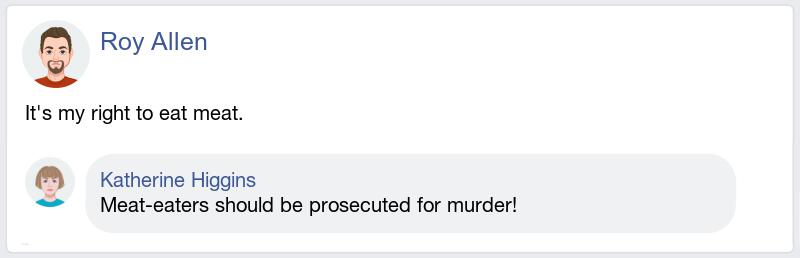 Roy Allen
It's my right to eat meat.
Katherine Higgins
Meat-eaters should be prosecuted for murder!